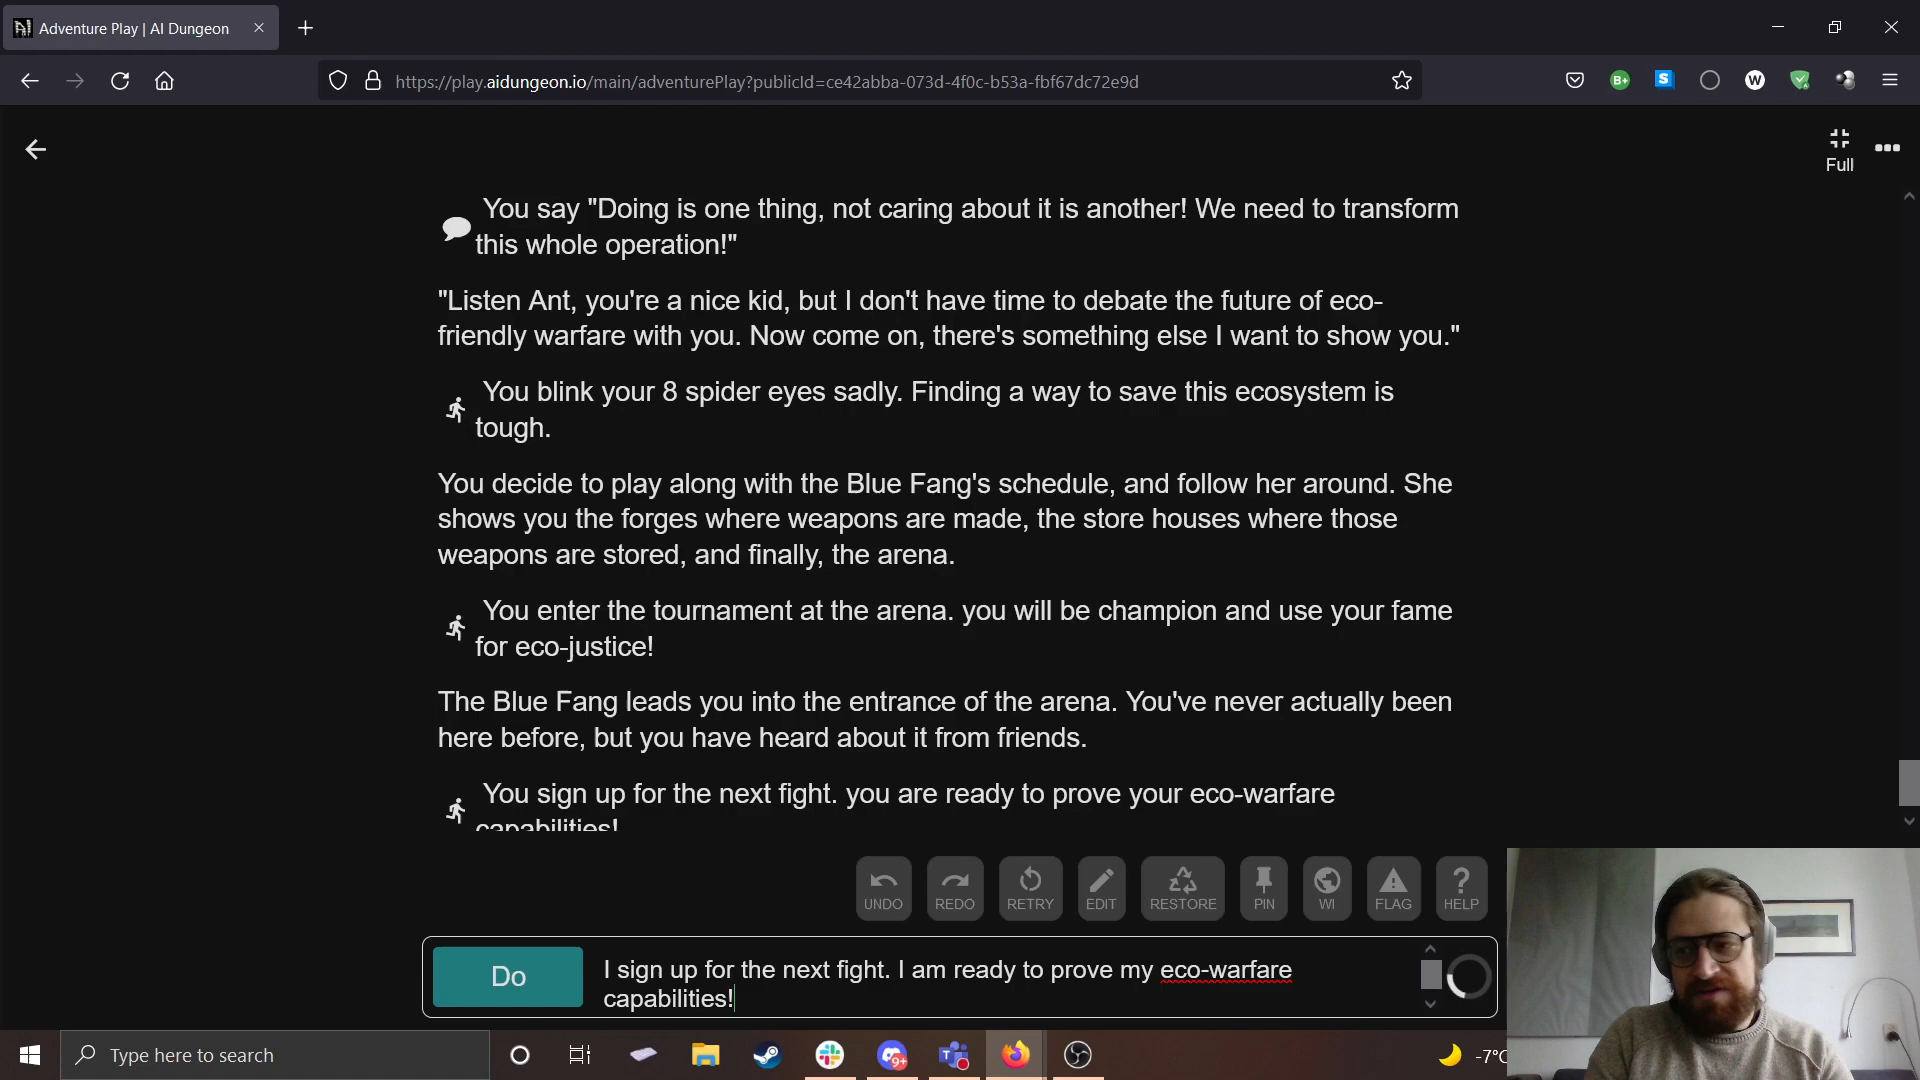 Adventure Play | AI Dungeon
https://play.aidungeon.io/main/adventurePlay?publicId=ce42abba-073d-4f0c-b53a-fbf67dc72e9d
Full
You say "Doing is one thing, not caring about it is another! We need to transform
this whole operation!"
"Listen Ant, you're a nice kid, but I don't have time to debate the future of eco-
friendly warfare with you. Now come on, there's something else I want to show you."
You blink your 8 spider eyes sadly. Finding a way to save this ecosystem is
tough.
You decide to play along with the Blue Fang's schedule, and follow her around. She
shows you the forges where weapons are made, the store houses where those
weapons are stored, and finally, the arena.
You enter the tournament at the arena. you will be champion and use your fame
for eco-justice!
The Blue Fang leads you into the entrance of the arena. You've never actually been
here before, but you have heard about it from friends.
You sign up for the next fight. you are ready to prove your eco-warfare
capabilities!
UNDO REDO RETRY EDIT RESTORE PIN WI FLAG HELP
Do
I sign up for the next fight. I am ready to prove my eco-warfare
capabilities!
Type here to search
9+
-7°C